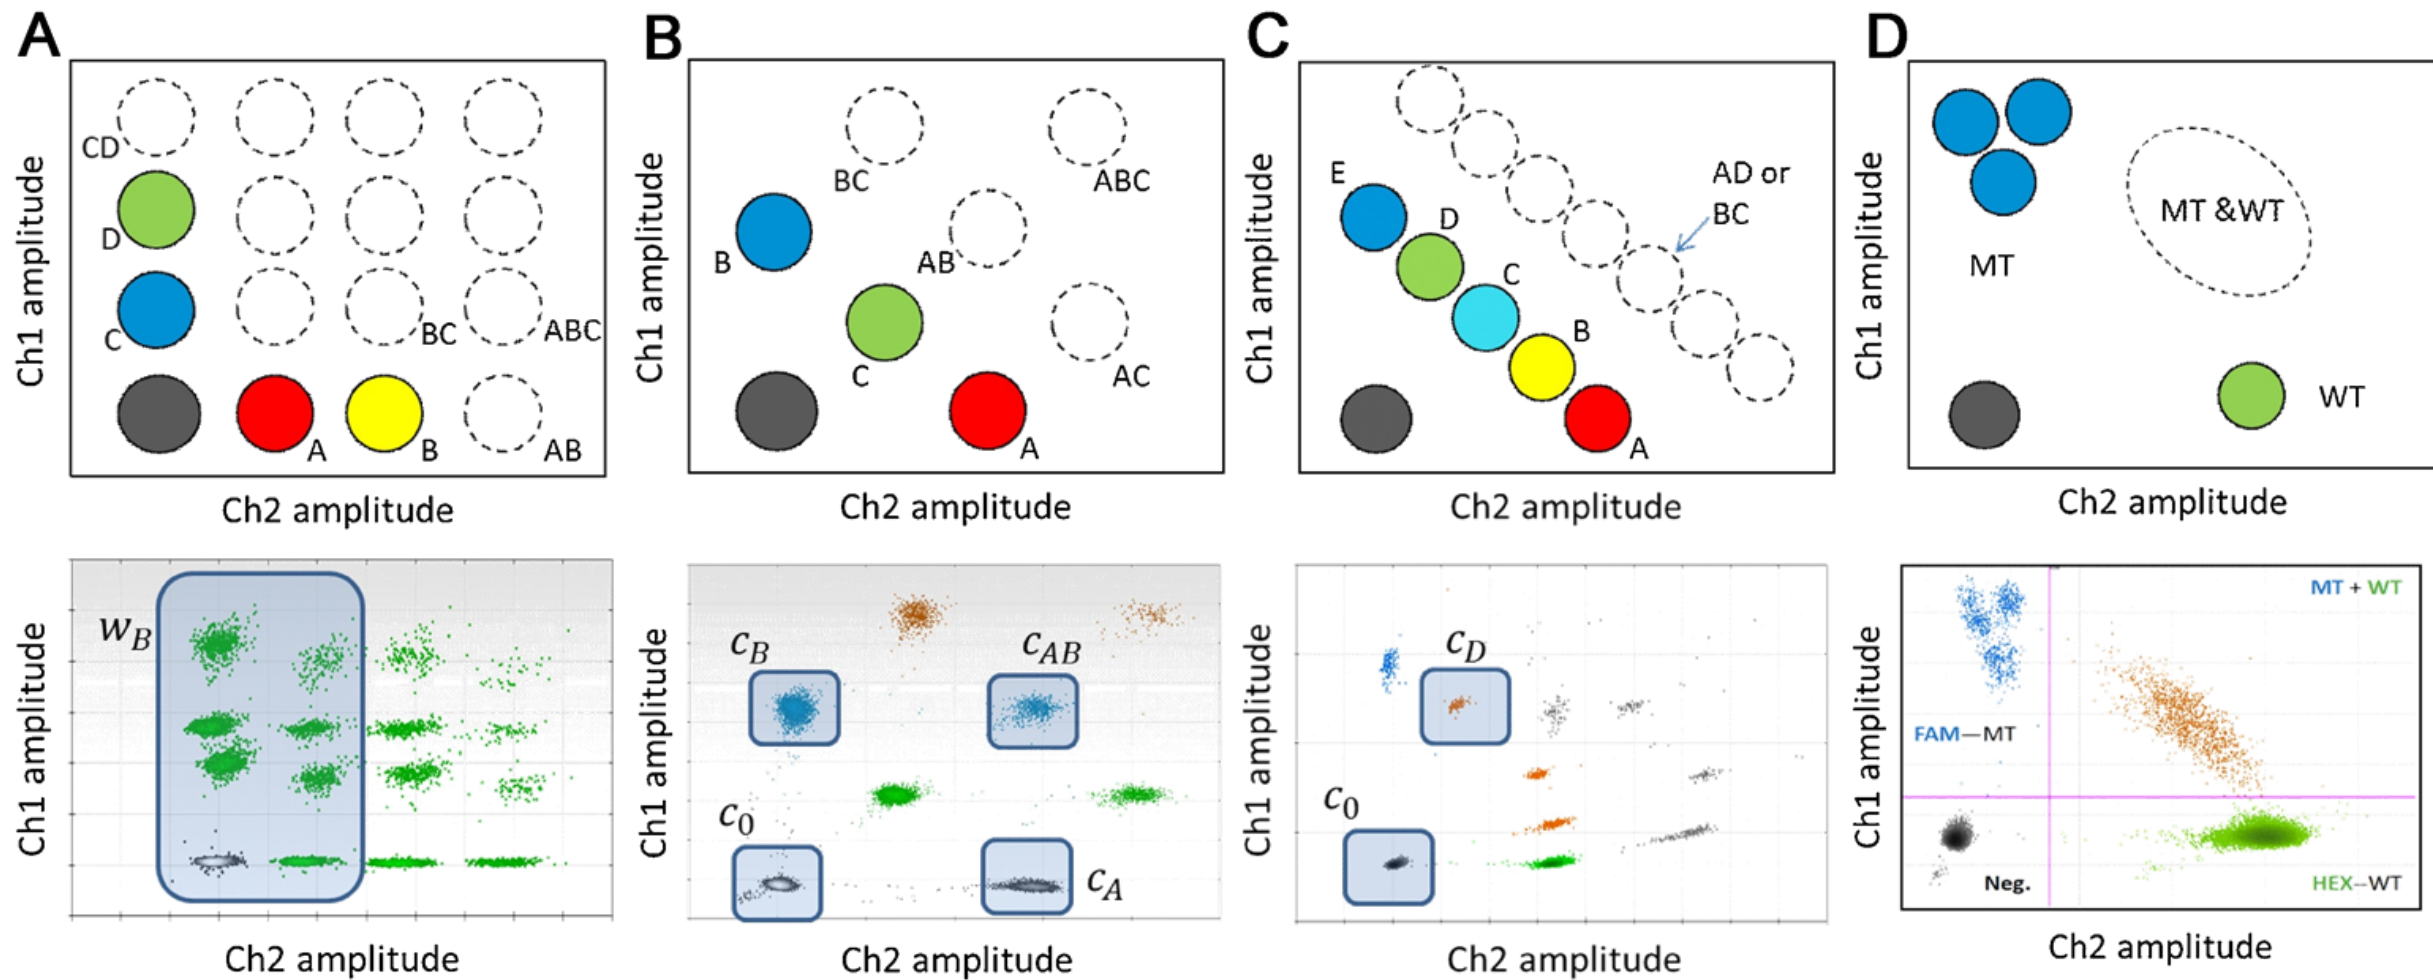 A
B
C
D
Ch1 amplitude
CD
D
C
BC
ABC
A
B
AB
Ch2 amplitude
Ch1 amplitude
BC
ABC
B
AB
C
AC
A
Ch2 amplitude
Ch1 amplitude
E
D
C
B
A
AD or
BC
Ch2 amplitude
Ch1 amplitude
MT &WT
MT
WT
Ch2 amplitude
Ch1 amplitude
w_B
Ch2 amplitude
Ch1 amplitude
c_B
c_AB
c_0
c_A
Ch2 amplitude
Ch1 amplitude
c_D
c_0
Ch2 amplitude
Ch1 amplitude
MT + WT
FAM—MT
Neg.
HEX--WT
Ch2 amplitude